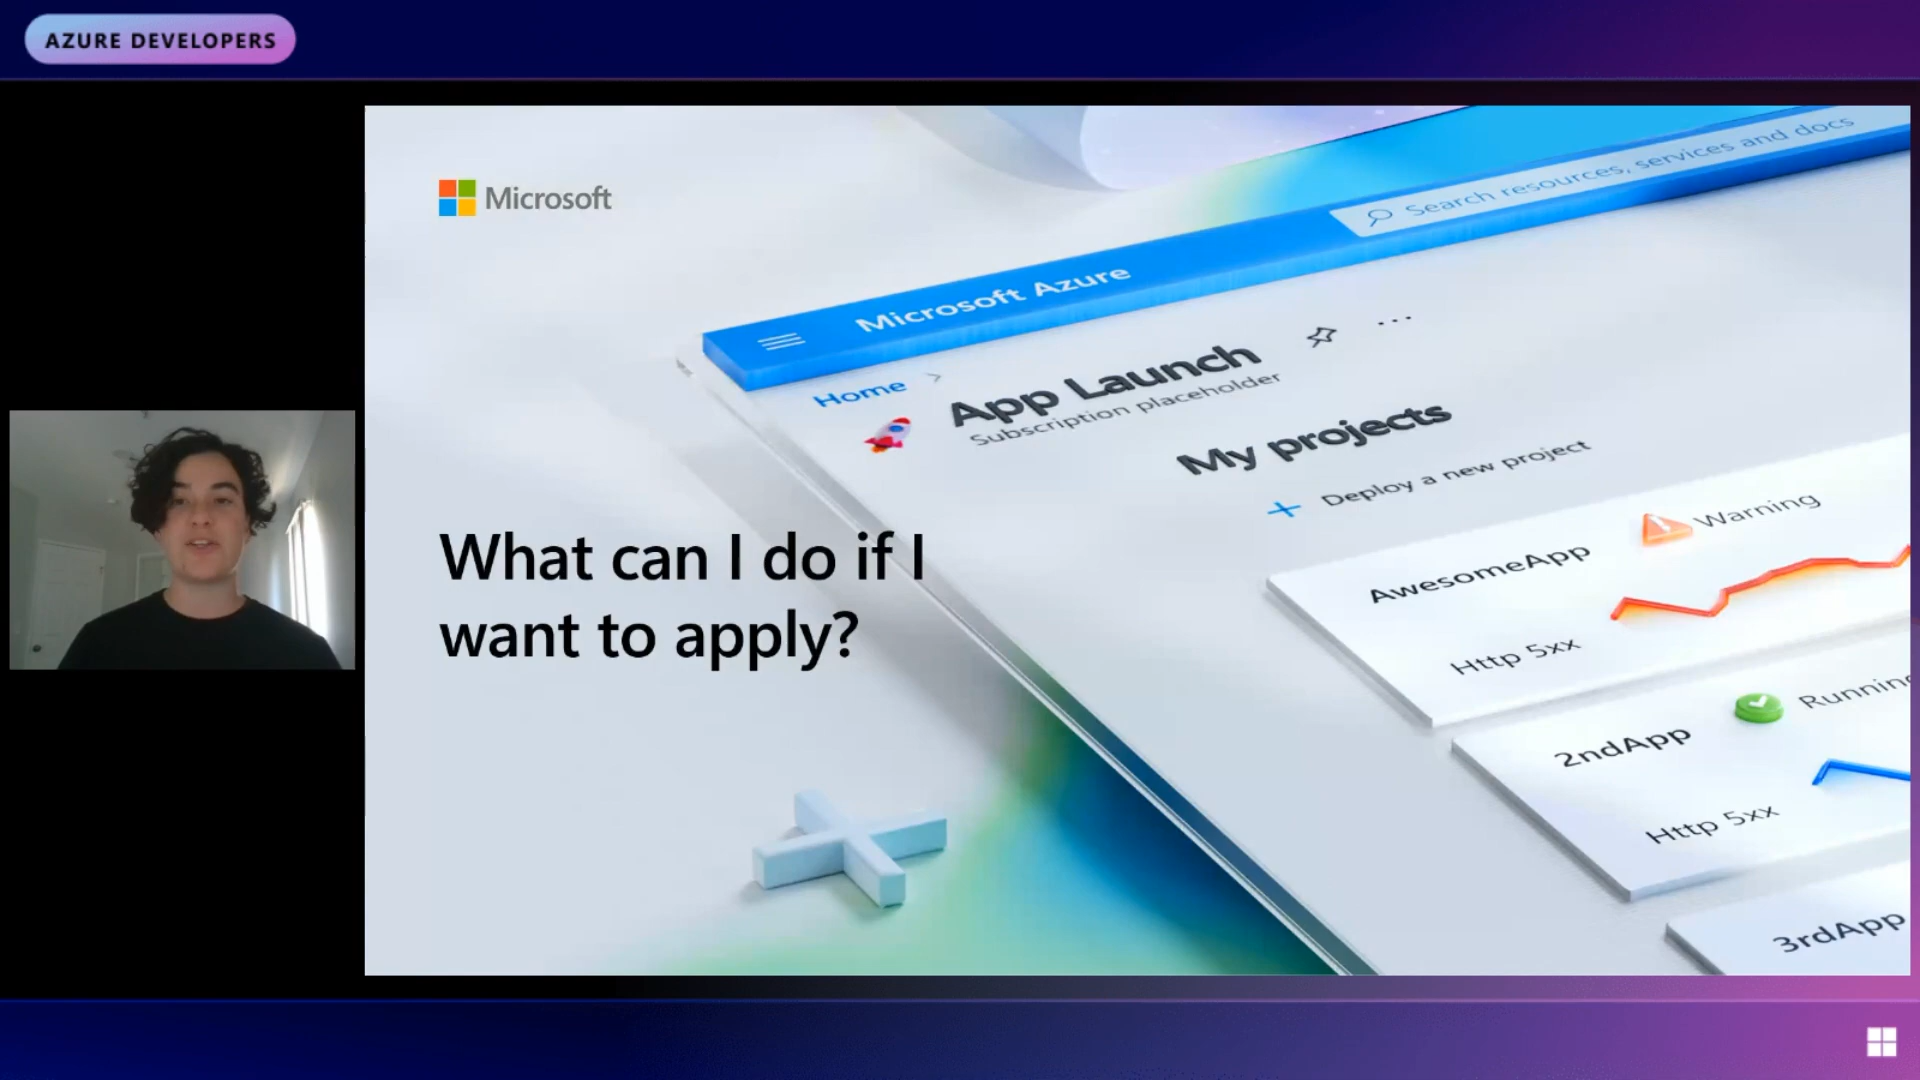 AZURE DEVELOPERS
Microsoft
Search resources, services and docs
Microsoft Azure
Home >
App Launch
Subscription placeholder
My projects
+ Deploy a new project
AwesomeApp
Warning
Http 5xx
2ndApp
Running
Http 5xx
3rdApp
What can I do if I
want to apply?